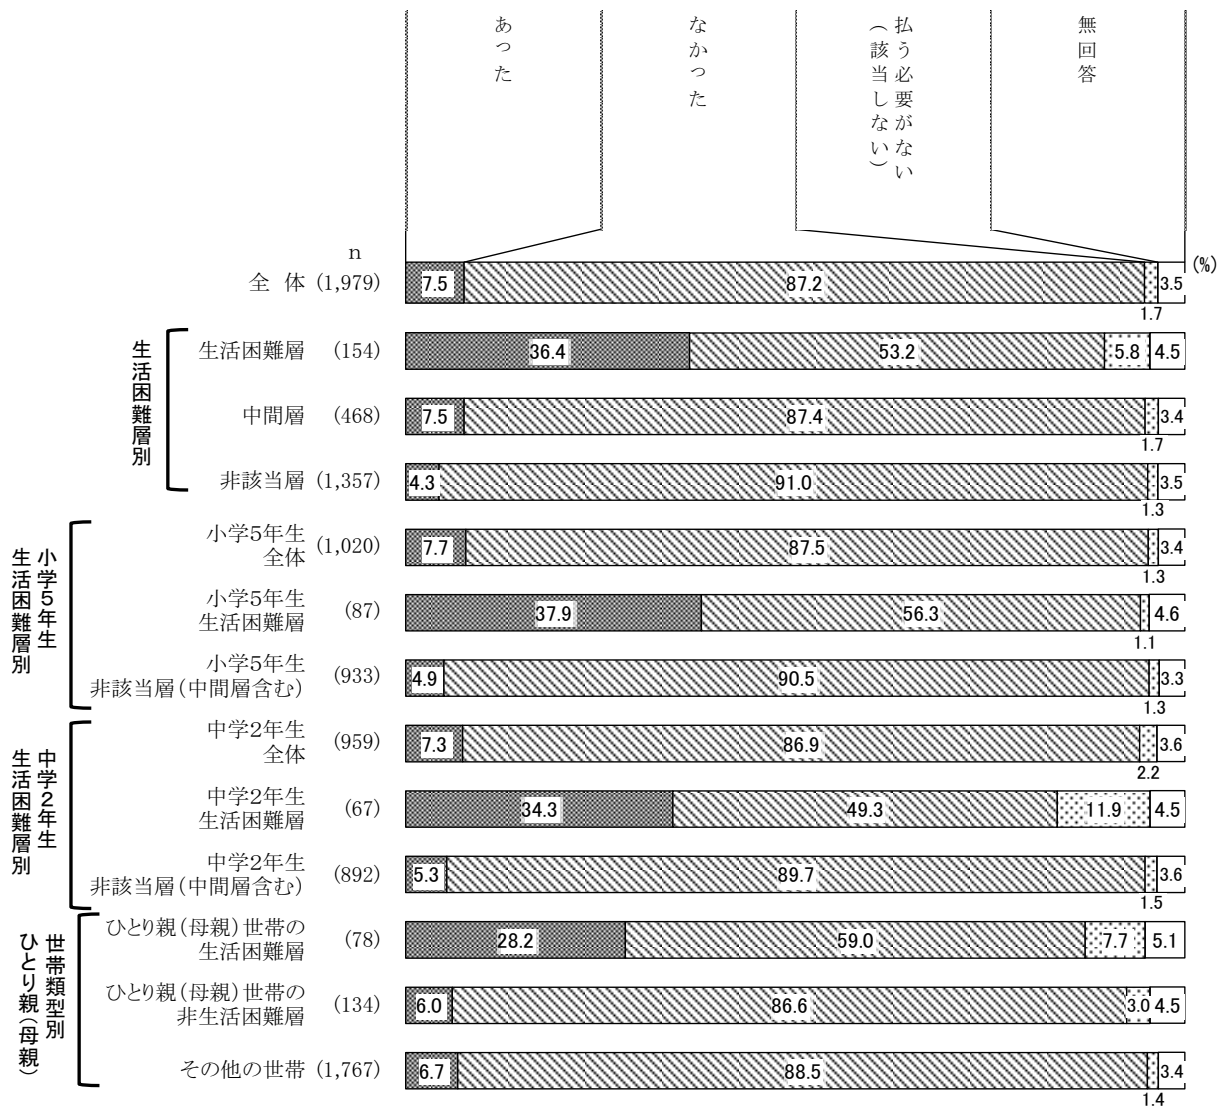 あった
なかった
払う必要がない
（該当しない）
無回答
n
(%)
全 体 (1,979) 7.5 87.2 1.7 3.5
生活困難層別
生活困難層 (154) 36.4 53.2 5.8 4.5
中間層 (468) 7.5 87.4 1.7 3.4
非該当層 (1,357) 4.3 91.0 1.3 3.5
小学5年生
生活困難層別
小学5年生
全体 (1,020) 7.7 87.5 1.3 3.4
小学5年生
生活困難層 (87) 37.9 56.3 1.1 4.6
小学5年生
非該当層（中間層含む） (933) 4.9 90.5 1.3 3.3
中学2年生
生活困難層別
中学2年生
全体 (959) 7.3 86.9 2.2 3.6
中学2年生
生活困難層 (67) 34.3 49.3 11.9 4.5
中学2年生
非該当層（中間層含む） (892) 5.3 89.7 1.5 3.6
世帯類型別
ひとり親（母親）
ひとり親（母親）世帯の
生活困難層 (78) 28.2 59.0 7.7 5.1
ひとり親（母親）世帯の
非生活困難層 (134) 6.0 86.6 3.0 4.5
その他の世帯 (1,767) 6.7 88.5 1.4 3.4